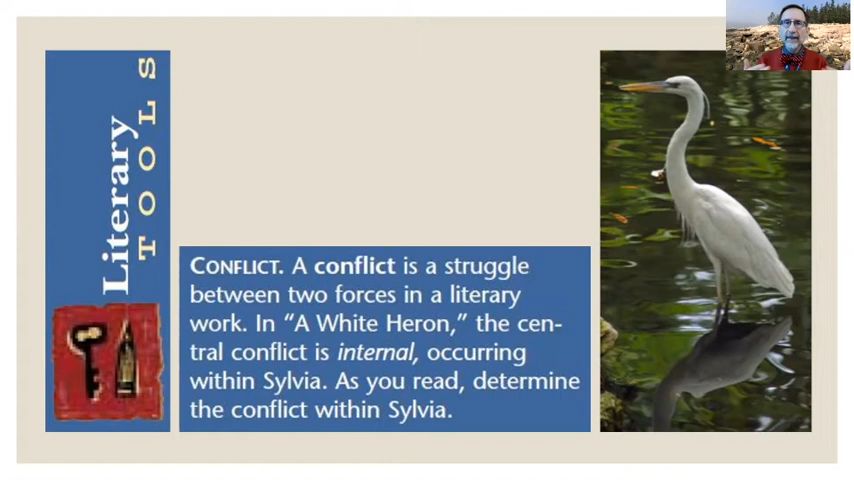 Literary
TOOLS
CONFLICT. A conflict is a struggle
between two forces in a literary
work. In “A White Heron,” the cen-
tral conflict is internal, occurring
within Sylvia. As you read, determine
the conflict within Sylvia.